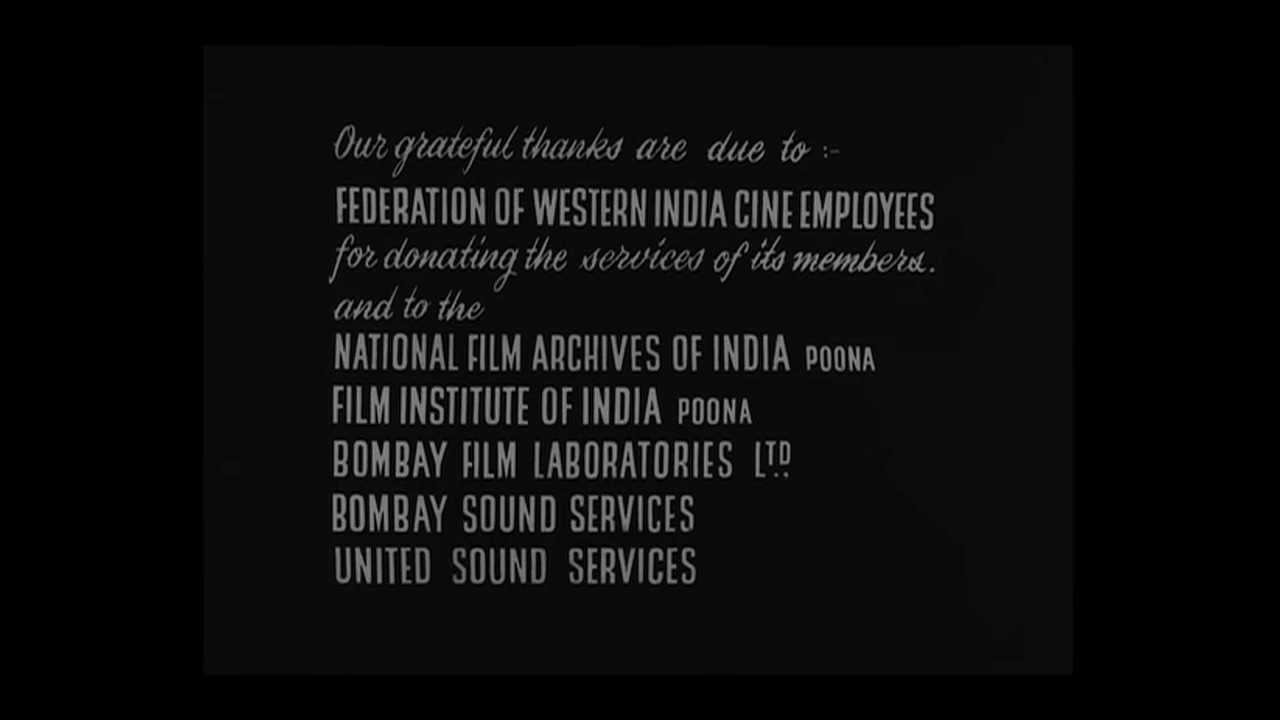 Our grateful thanks are due to :-
FEDERATION OF WESTERN INDIA CINE EMPLOYEES
for donating the services of its members.
and to the
NATIONAL FILM ARCHIVES OF INDIA POONA
FILM INSTITUTE OF INDIA POONA
BOMBAY FILM LABORATORIES LTD.
BOMBAY SOUND SERVICES
UNITED SOUND SERVICES